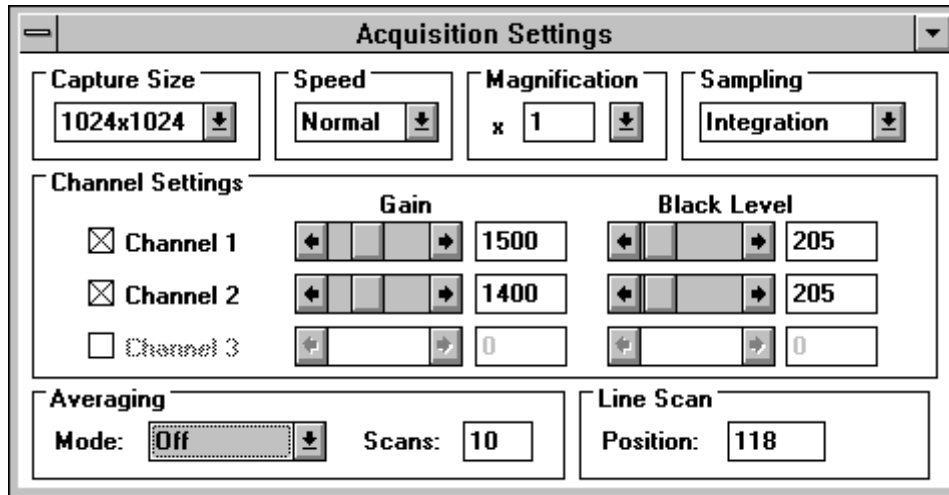 Acquisition Settings
Capture Size Speed Magnification Sampling
1024x1024 Normal x 1 Integration
Channel Settings
Gain Black Level
Channel 1 1500 205
Channel 2 1400 205
Channel 3 0 0
Averaging Line Scan
Mode: Off Scans: 10 Position: 118